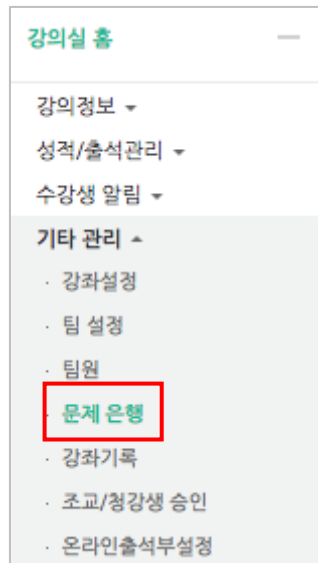 강의실 홈
강의정보
성적/출석관리
수강생 알림
기타 관리
· 강좌설정
· 팀 설정
· 팀원
· 문제 은행
· 강좌기록
· 조교/청강생 승인
· 온라인출석부설정